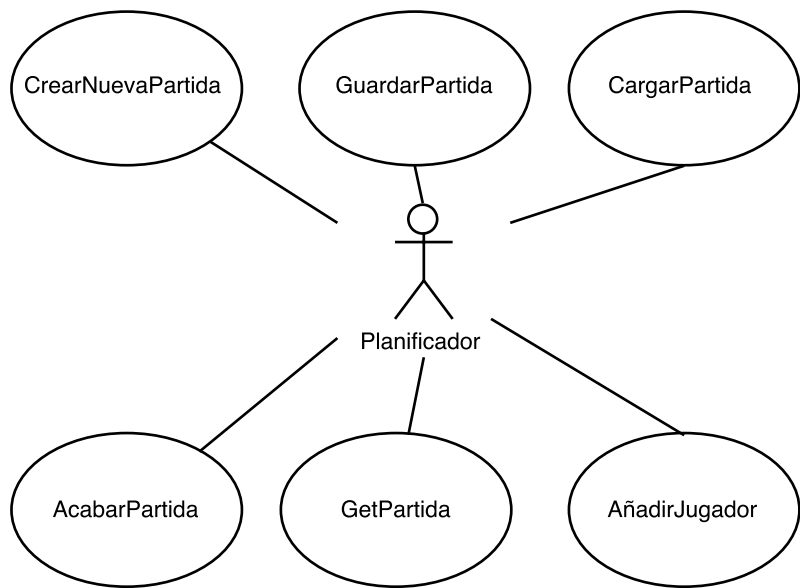 CrearNuevaPartida
GuardarPartida
CargarPartida
Planificador
AcabarPartida
GetPartida
AñadirJugador